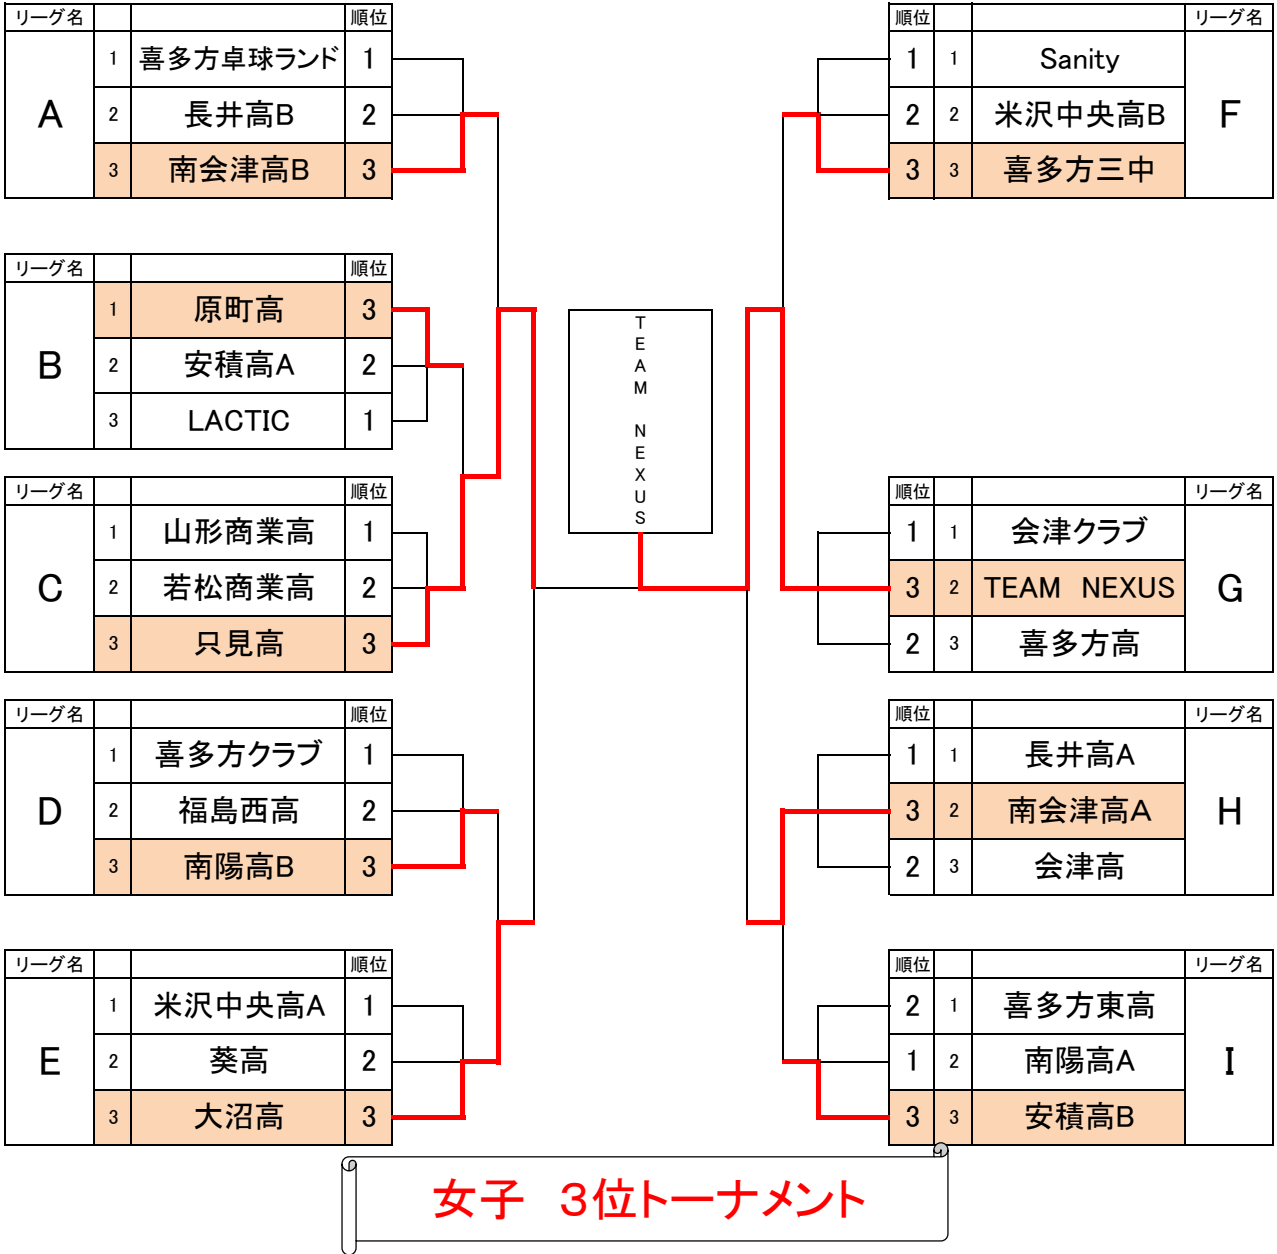 リーグ名 順位
A
1 喜多方卓球ランド 1
2 長井高B 2
3 南会津高B 3
リーグ名 順位
B
1 原町高 3
2 安積高A 2
3 LACTIC 1
リーグ名 順位
C
1 山形商業高 1
2 若松商業高 2
3 只見高 3
リーグ名 順位
D
1 喜多方クラブ 1
2 福島西高 2
3 南陽高B 3
リーグ名 順位
E
1 米沢中央高A 1
2 葵高 2
3 大沼高 3
TEAM NEXUS
順位 リーグ名
1 1 Sanity
2 2 米沢中央高B
3 3 喜多方三中
F
順位 リーグ名
1 1 会津クラブ
3 2 TEAM NEXUS
2 3 喜多方高
G
順位 リーグ名
1 1 長井高A
3 2 南会津高A
2 3 会津高
H
順位 リーグ名
2 1 喜多方東高
1 2 南陽高A
3 3 安積高B
I
女子 3位トーナメント